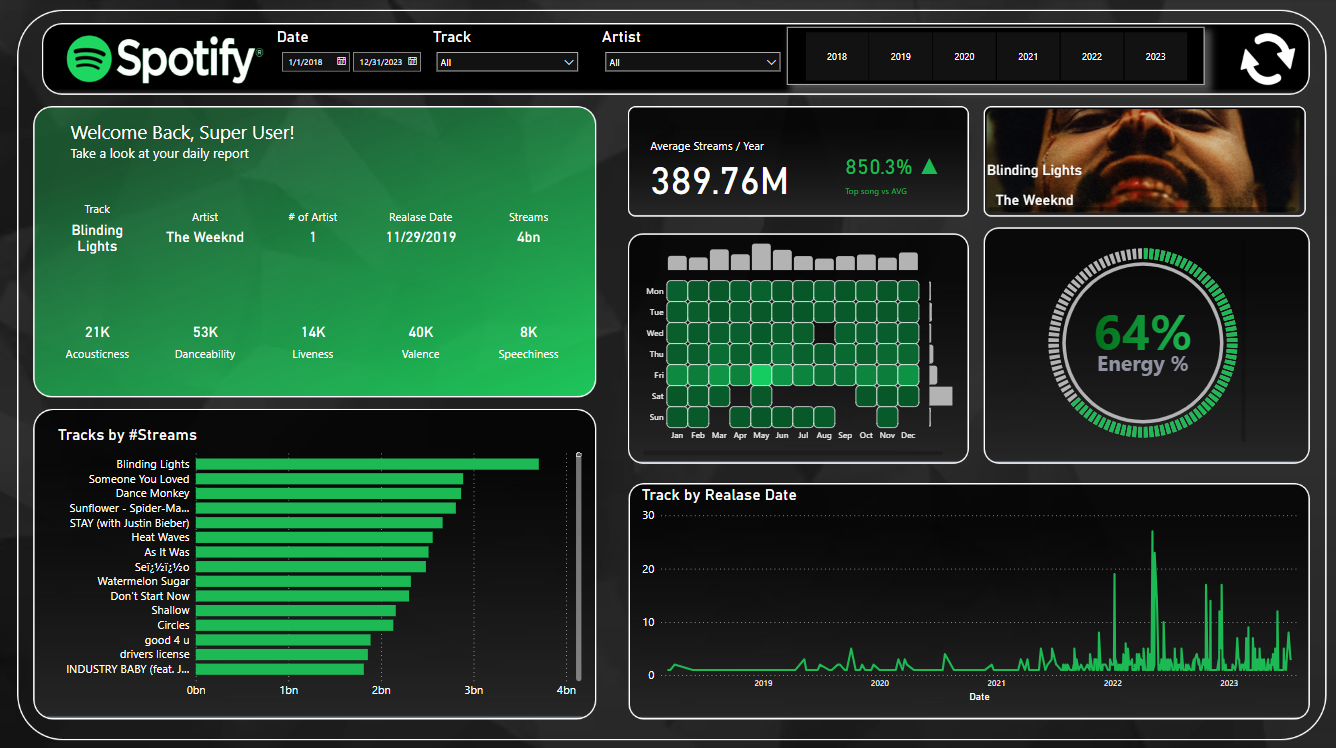 Spotify®
Date
1/1/2018
12/31/2023
Track
All
Artist
All
2018
2019
2020
2021
2022
2023
Welcome Back, Super User!
Take a look at your daily report
Track
Blinding
Lights
Artist
The Weeknd
# of Artist
1
Realase Date
11/29/2019
Streams
4bn
21K
Acousticness
53K
Danceability
14K
Liveness
40K
Valence
8K
Speechiness
Average Streams / Year
389.76M
850.3%
Top song vs AVG
Blinding Lights
The Weeknd
Mon
Tue
Wed
Thu
Fri
Sat
Sun
Jan Feb Mar Apr May Jun Jul Aug Sep Oct Nov Dec
64%
Energy %
Tracks by #Streams
Blinding Lights
Someone You Loved
Dance Monkey
Sunflower - Spider-Ma...
STAY (with Justin Bieber)
Heat Waves
As It Was
Seï¿½ï¿½o
Watermelon Sugar
Don't Start Now
Shallow
Circles
good 4 u
drivers license
INDUSTRY BABY (feat. J...
0bn 1bn 2bn 3bn 4bn
Track by Realase Date
30
20
10
0
2019 2020 2021 2022 2023
Date